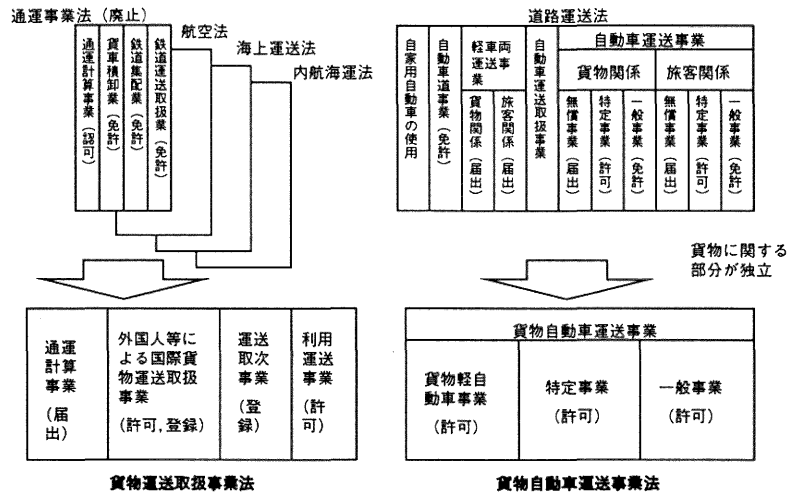 通運事業法（廃止）
航空法
海上運送法
内航海運法
通運計算事業（認可）
貨車積卸業（免許）
鉄道集配業（免許）
鉄道運送取扱業（免許）
道路運送法
自家用自動車の使用
自動車道事業（免許）
軽車両
運送事
業
貨物関係（届出）
旅客関係（届出）
自動車運送取扱事業
自動車運送事業
貨物関係
旅客関係
無償事業（届出）
特定事業（許可）
一般事業（免許）
無償事業（届出）
特定事業（許可）
一般事業（免許）
貨物に関する
部分が独立
通運
計算
事業
（届
出）
外国人等に
よる国際貨
物運送取扱
事業
（許可,登録）
運送
取次
事業
（登
録）
利用
運送
事業
（許
可）
貨物運送取扱事業法
貨物自動車運送事業
貨物軽自
動車事業
（許可）
特定事業
（許可）
一般事業
（許可）
貨物自動車運送事業法